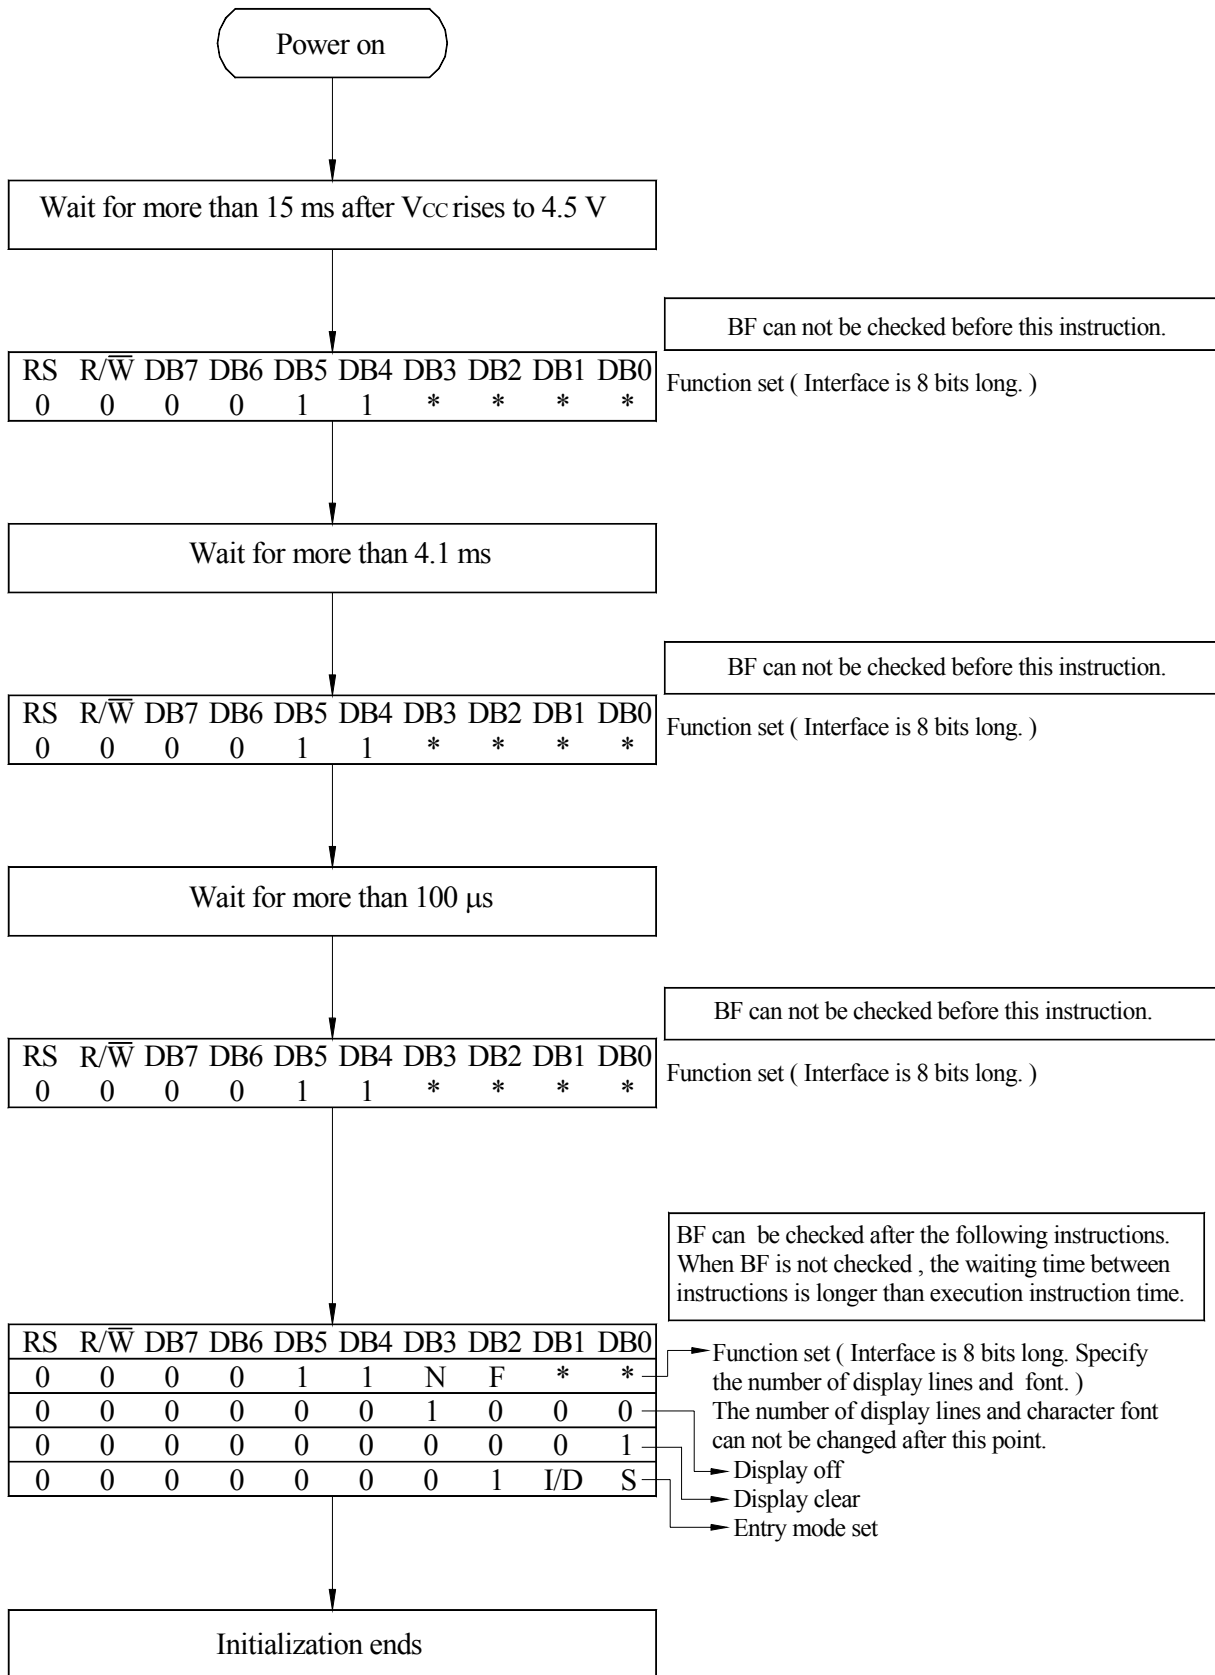 Power on
Wait for more than 15 ms after VCC rises to 4.5 V
BF can not be checked before this instruction.
RS R/W̅ DB7 DB6 DB5 DB4 DB3 DB2 DB1 DB0
0 0 0 0 1 1 * * * *
Function set ( Interface is 8 bits long. )
Wait for more than 4.1 ms
BF can not be checked before this instruction.
RS R/W̅ DB7 DB6 DB5 DB4 DB3 DB2 DB1 DB0
0 0 0 0 1 1 * * * *
Function set ( Interface is 8 bits long. )
Wait for more than 100 µs
BF can not be checked before this instruction.
RS R/W̅ DB7 DB6 DB5 DB4 DB3 DB2 DB1 DB0
0 0 0 0 1 1 * * * *
Function set ( Interface is 8 bits long. )
BF can be checked after the following instructions.
When BF is not checked , the waiting time between
instructions is longer than execution instruction time.
RS R/W̅ DB7 DB6 DB5 DB4 DB3 DB2 DB1 DB0
0 0 0 0 1 1 N F * *
0 0 0 0 0 0 1 0 0 0
0 0 0 0 0 0 0 0 0 1
0 0 0 0 0 0 0 1 I/D S
Function set ( Interface is 8 bits long. Specify
the number of display lines and font. )
The number of display lines and character font
can not be changed after this point.
Display off
Display clear
Entry mode set
Initialization ends